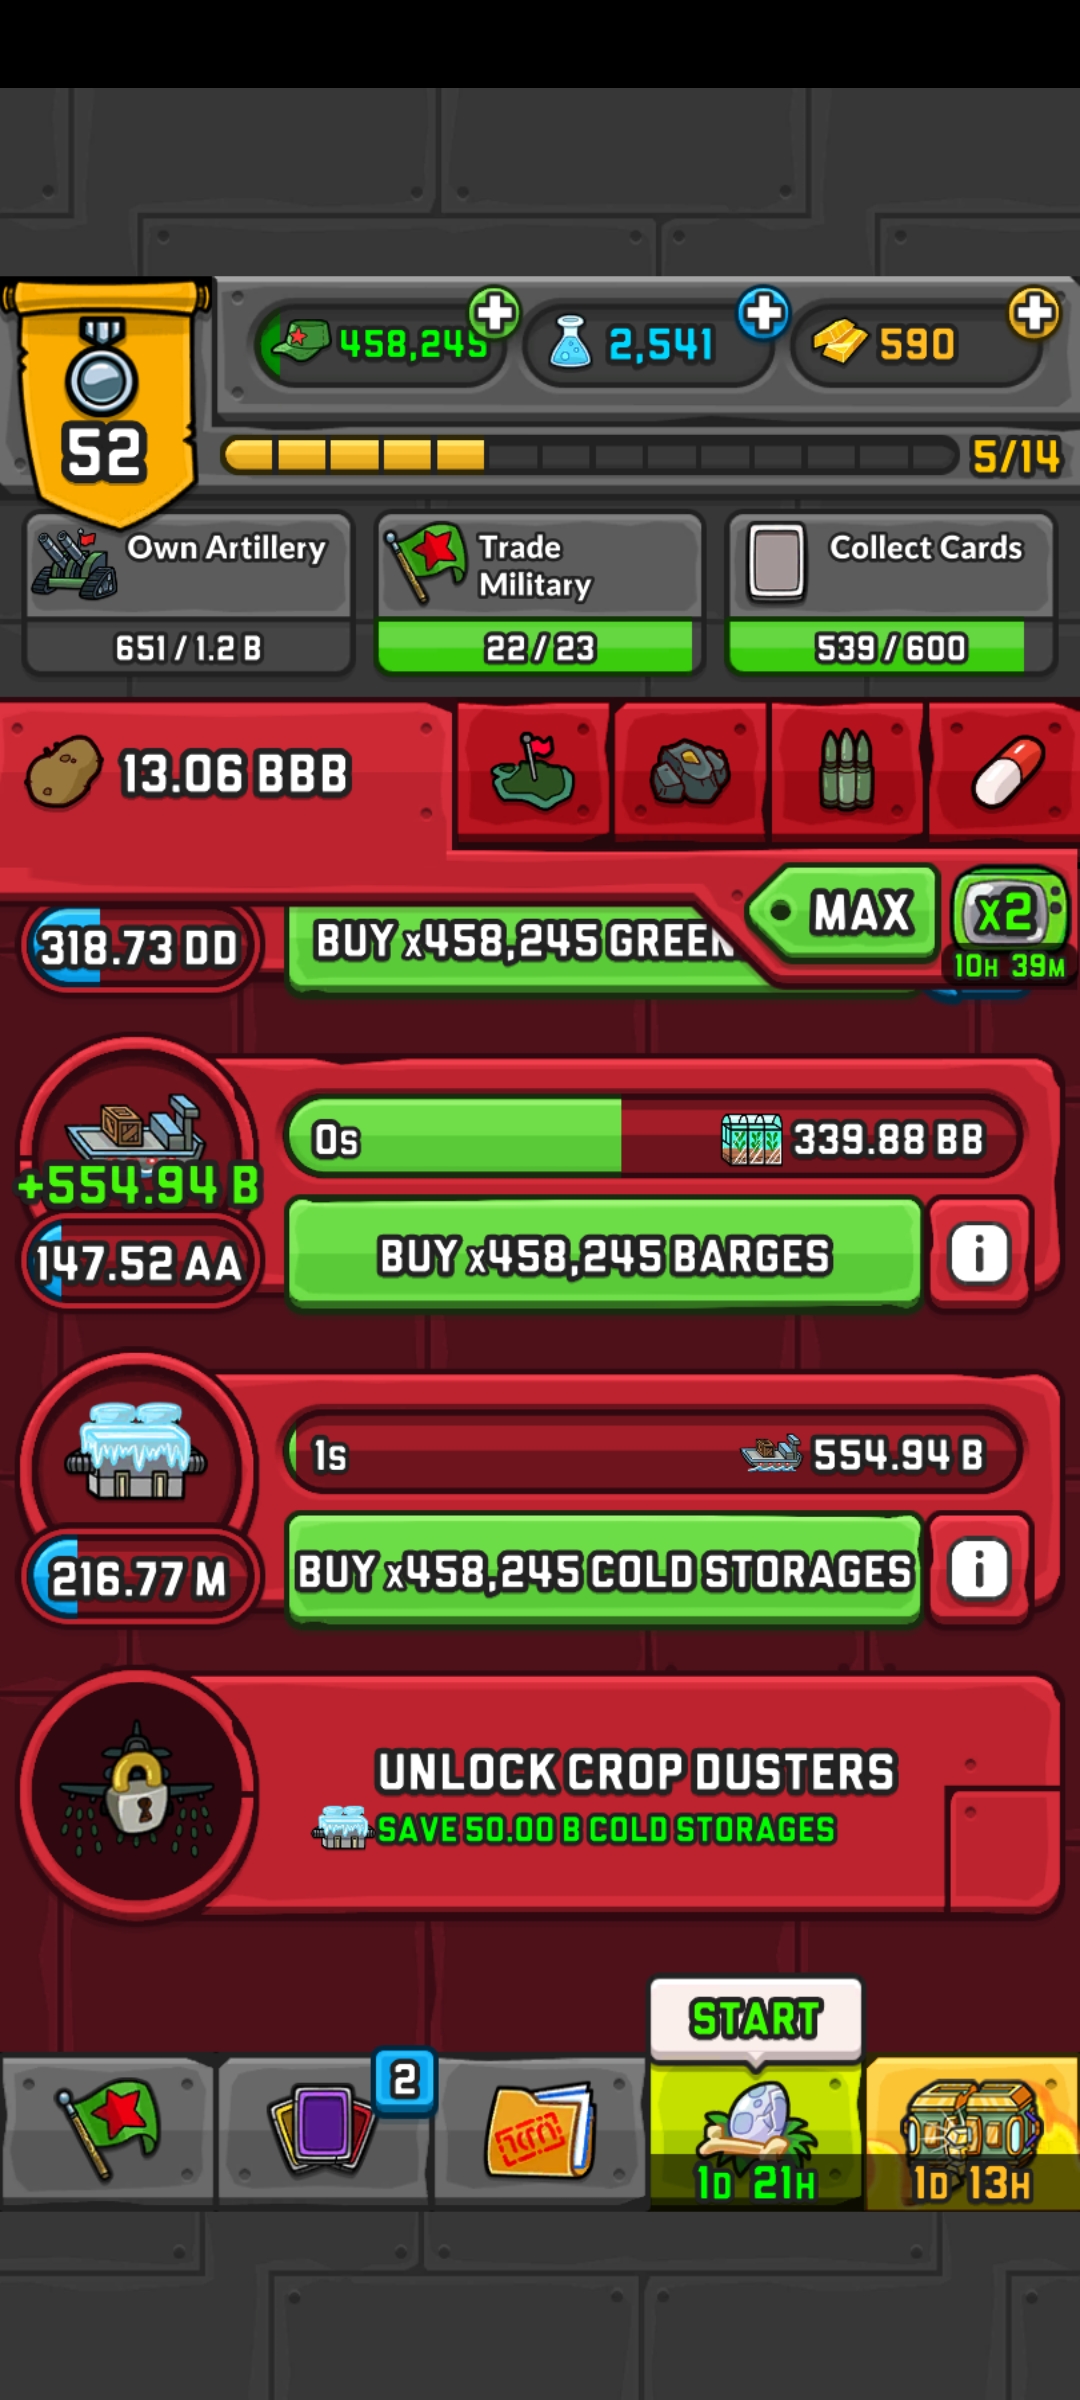 458,245
2,541
590
52
5/14
Own Artillery
651 / 1.2 B
Trade
Military
22 / 23
Collect Cards
539 / 600
13.06 BBB
MAX
x2
10H 39M
318.73 DD
BUY x458,245 GREEN
0s
339.88 BB
+554.94 B
147.52 AA
BUY x458,245 BARGES
i
1s
554.94 B
216.77 M
BUY x458,245 COLD STORAGES
i
UNLOCK CROP DUSTERS
SAVE 50.00 B COLD STORAGES
START
2
1D 21H
1D 13H